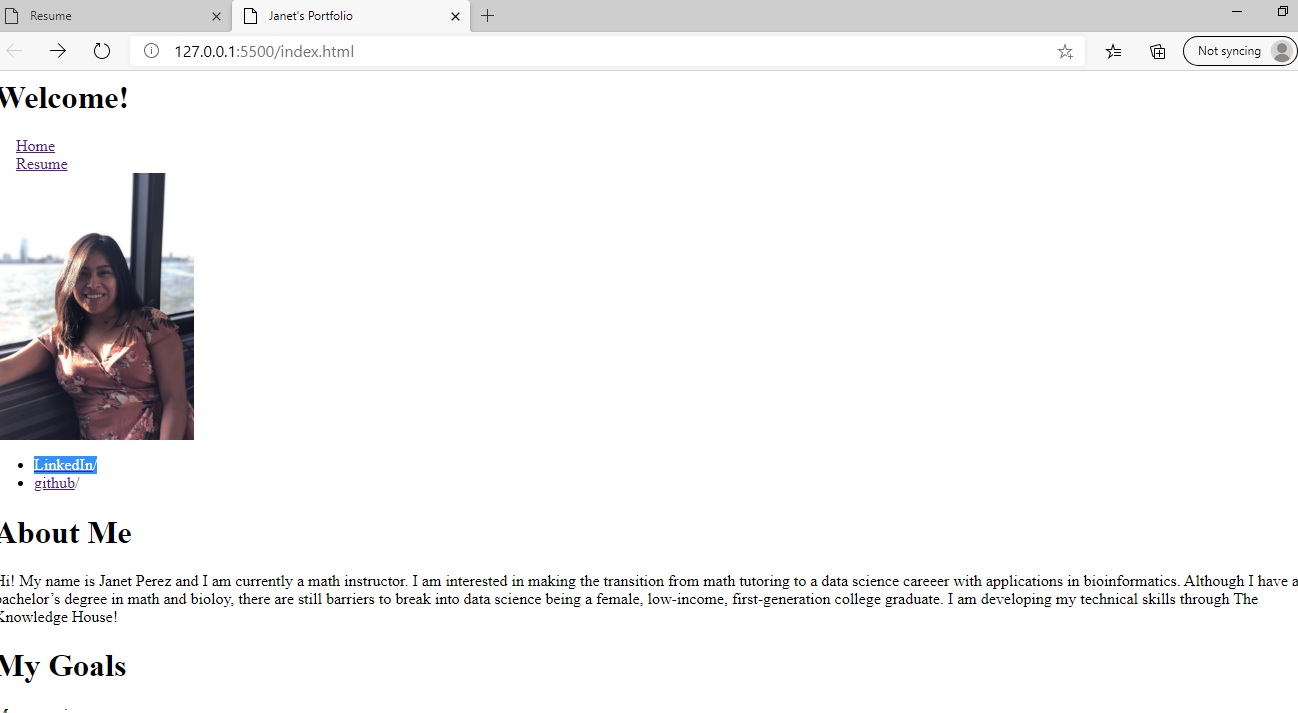 Resume
Janet's Portfolio
127.0.0.1:5500/index.html
Not syncing
Welcome!
Home
Resume
LinkedIn/
github/
About Me
Hi! My name is Janet Perez and I am currently a math instructor. I am interested in making the transition from math tutoring to a data science careeer with applications in bioinformatics. Although I have a
bachelor’s degree in math and bioloy, there are still barriers to break into data science being a female, low-income, first-generation college graduate. I am developing my technical skills through The
Knowledge House!
My Goals